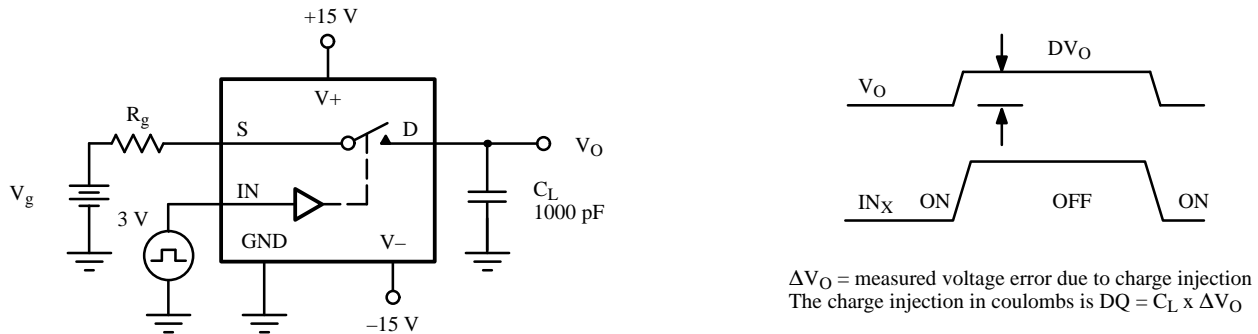 +15 V
V+
R_g
S
D
V_O
V_g
IN
C_L
1000 pF
3 V
GND
V–
–15 V
DV_O
V_O
IN_X
ON
OFF
ON
ΔV_O = measured voltage error due to charge injection
The charge injection in coulombs is DQ = C_L x ΔV_O